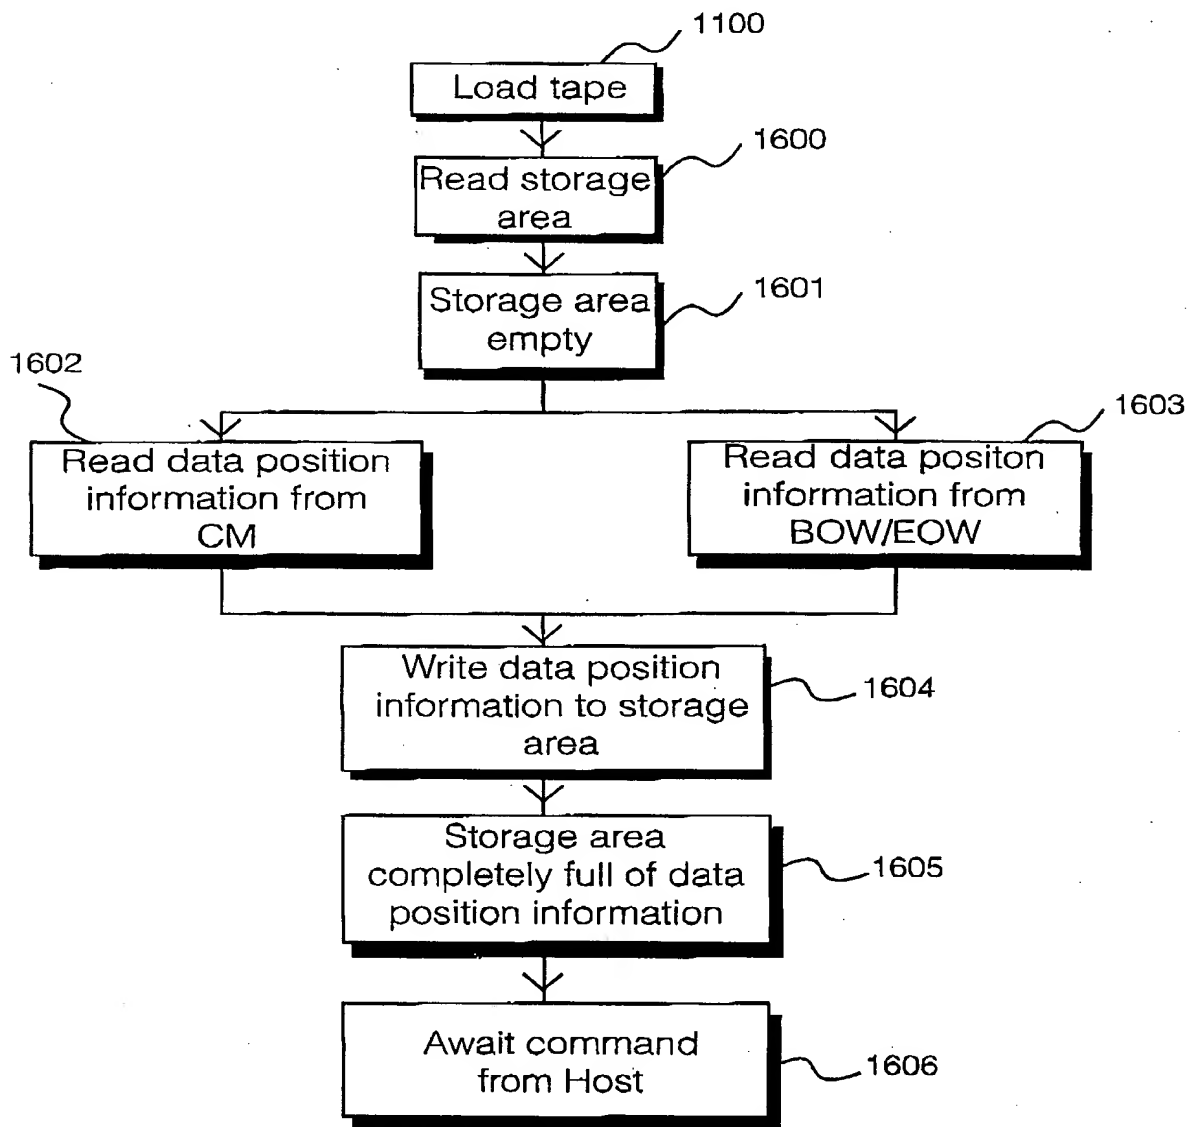 1100
Load tape
1600
Read storage
area
1601
Storage area
empty
1602
Read data position
information from
CM
1603
Read data positon
information from
BOW/EOW
Write data position
information to storage
area
1604
Storage area
completely full of data
position information
1605
Await command
from Host
1606